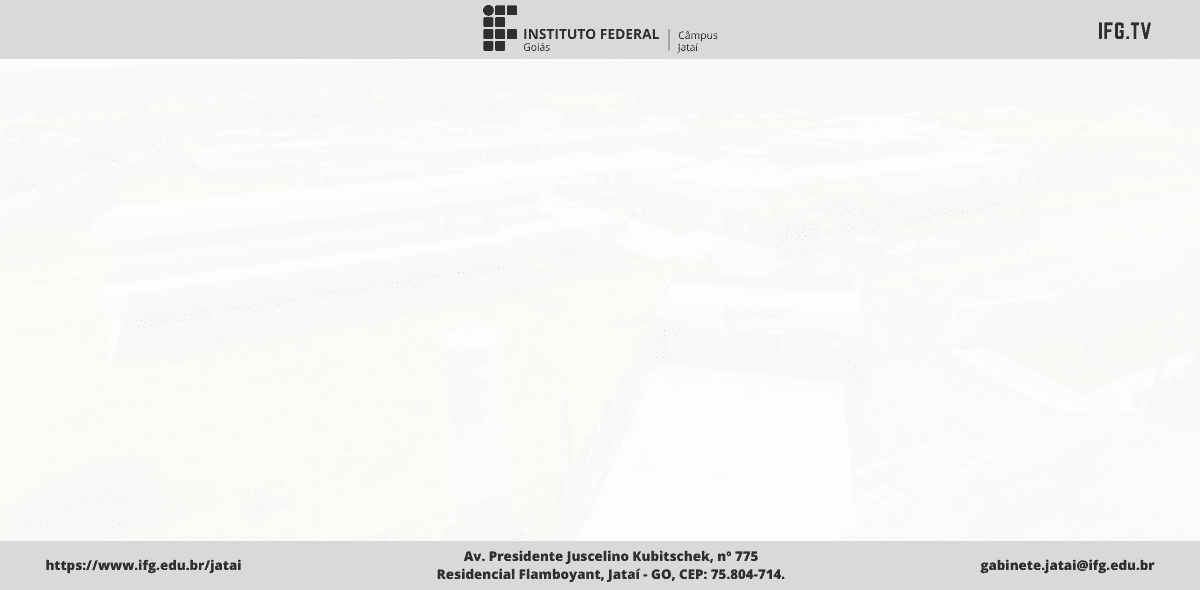 INSTITUTO FEDERAL
Goiás
Câmpus
Jataí
IFG.TV
https://www.ifg.edu.br/jatai
Av. Presidente Juscelino Kubitschek, nº 775
Residencial Flamboyant, Jataí - GO, CEP: 75.804-714.
gabinete.jatai@ifg.edu.br